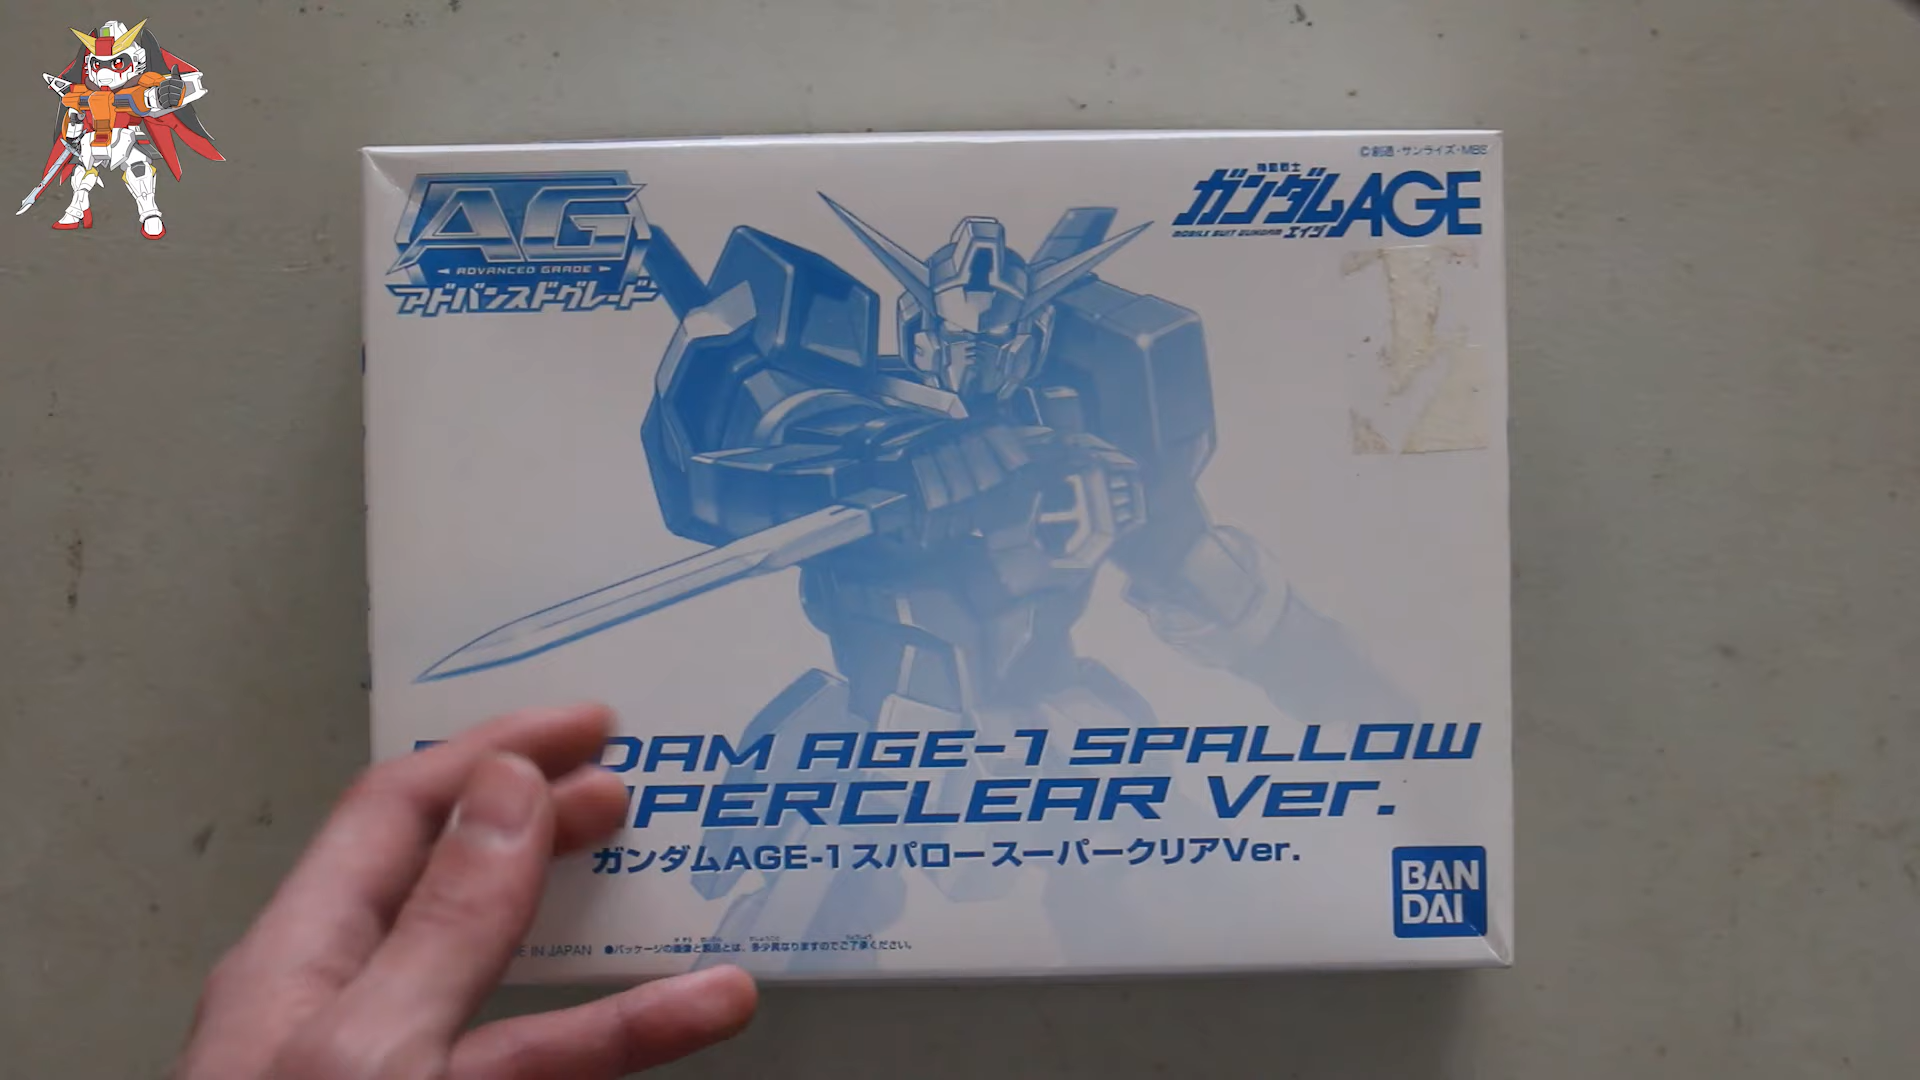 ©創通・サンライズ・MBS
機動戦士
ガンダムAGE
MOBILE SUIT GUNDAM エイジ
AG
ADVANCED GRADE
アドバンスドグレード
DAM AGE-1 SPALLOW
PERCLEAR Ver.
ガンダムAGE-1 スパロー スーパークリアVer.
BAN
DAI
IN JAPAN ●パッケージの画像と製品とは、多少異なりますのでご了承ください。